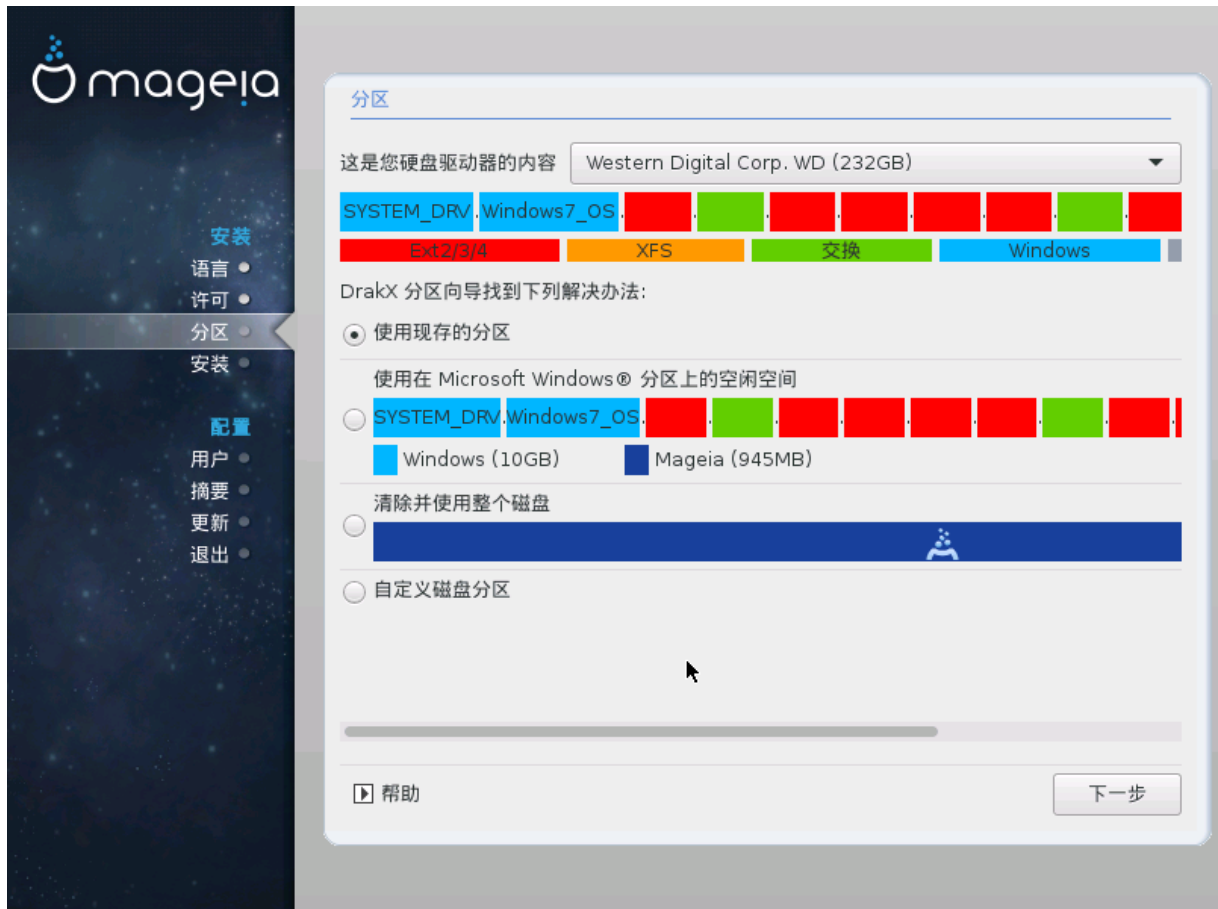 mageia
安装
语言
许可
分区
安装
配置
用户
摘要
更新
退出
分区
这是您硬盘驱动器的内容 Western Digital Corp. WD (232GB)
SYSTEM_DRV Windows7_OS
Ext2/3/4 XFS 交换 Windows
DrakX 分区向导找到下列解决办法:
使用现存的分区
使用在 Microsoft Windows® 分区上的空闲空间
SYSTEM_DRV Windows7_OS
Windows (10GB) Mageia (945MB)
清除并使用整个磁盘
自定义磁盘分区
帮助 下一步